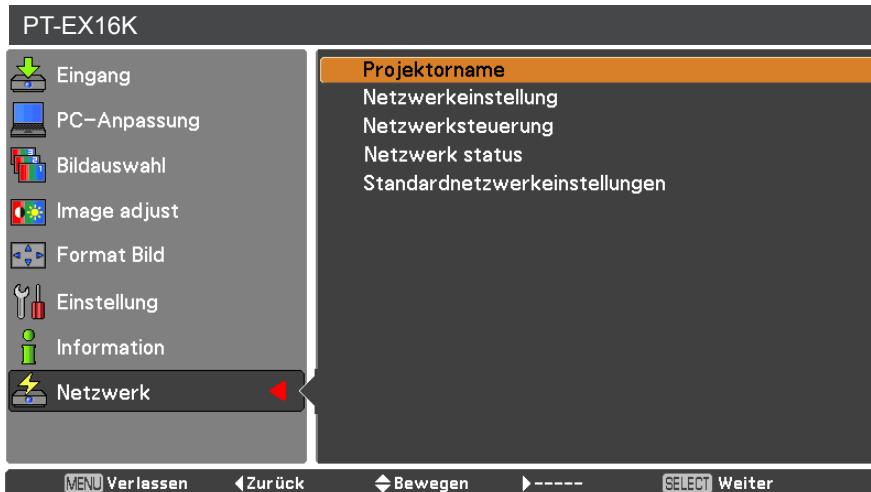 PT-EX16K
Eingang
PC-Anpassung
Bildauswahl
Image adjust
Format Bild
Einstellung
Information
Netzwerk
Projektorname
Netzwerkeinstellung
Netzwerksteuerung
Netzwerk status
Standardnetzwerkeinstellungen
MENU Verlassen ◀Zurück ◆Bewegen ▶----- SELECT Weiter